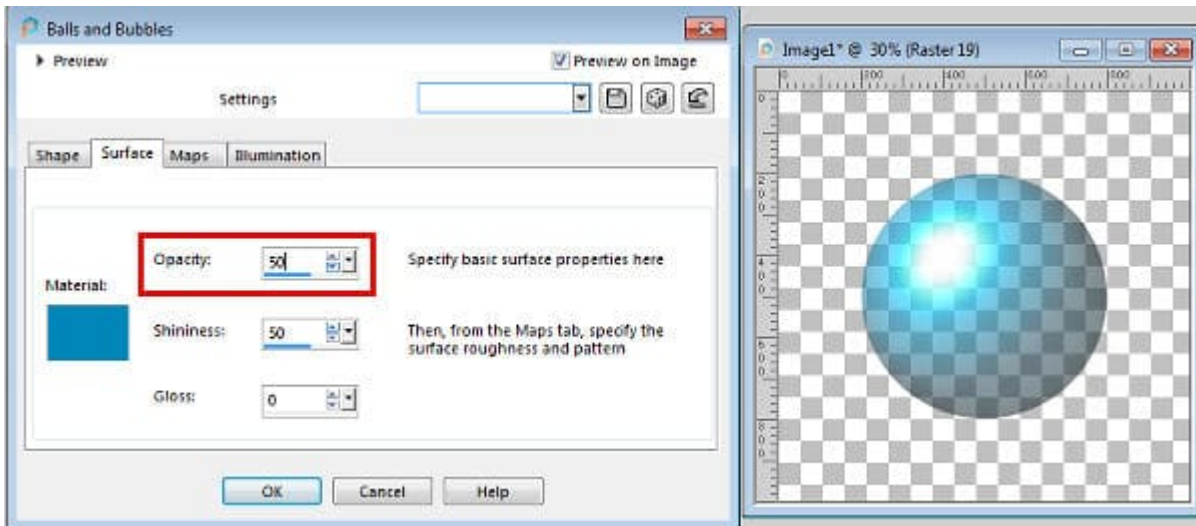 Balls and Bubbles
Preview
Preview on Image
Settings
Shape Surface Maps Illumination
Opacity: 50 Specify basic surface properties here
Material:
Shininess: 50 Then, from the Maps tab, specify the
surface roughness and pattern
Gloss: 0
OK Cancel Help
Image1* @ 30% (Raster 19)